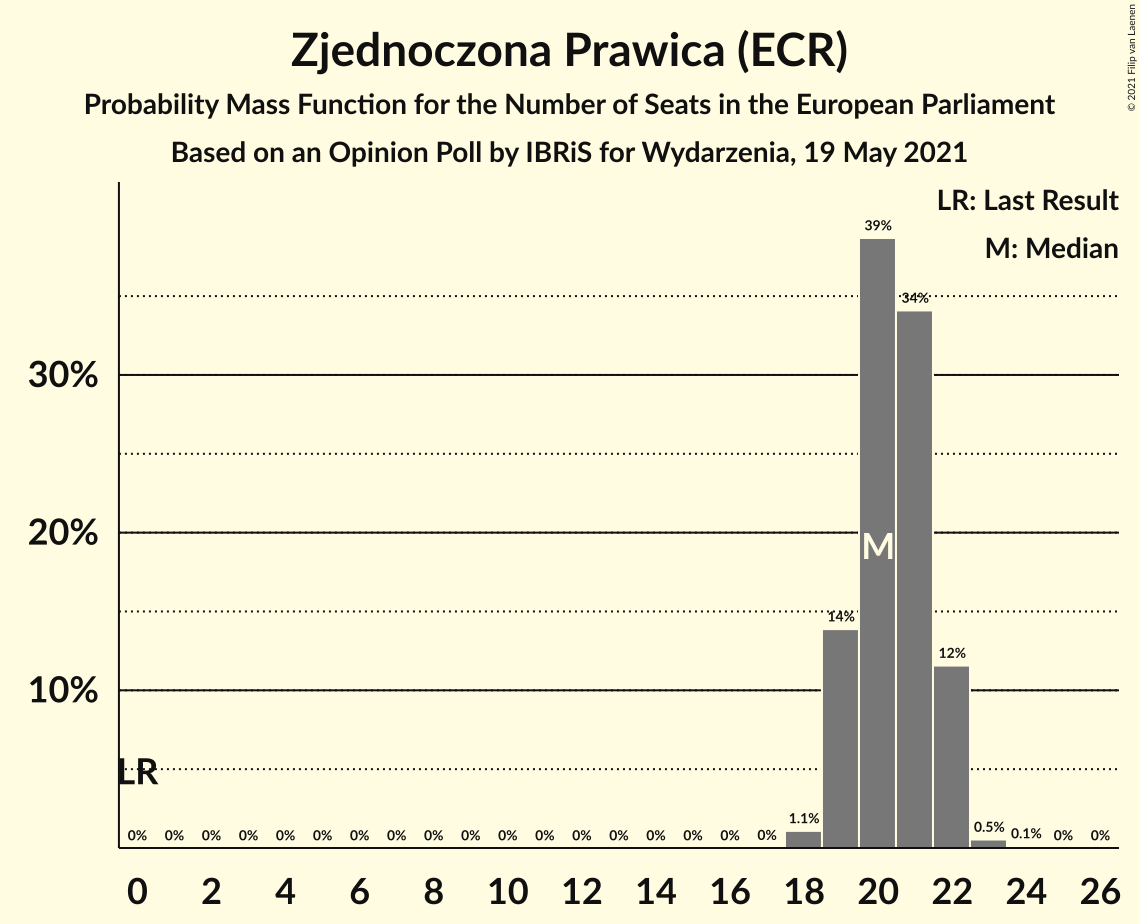 Zjednoczona Prawica (ECR)
Probability Mass Function for the Number of Seats in the European Parliament
Based on an Opinion Poll by IBRiS for Wydarzenia, 19 May 2021
© 2021 Filip van Laenen
LR: Last Result
M: Median
39%
34%
30%
20%
M
14%
12%
10%
LR
0% 0% 0% 0% 0% 0% 0% 0% 0% 0% 0% 0% 0% 0% 0% 0% 0% 0% 1.1% 0.5% 0.1% 0% 0%
0 2 4 6 8 10 12 14 16 18 20 22 24 26